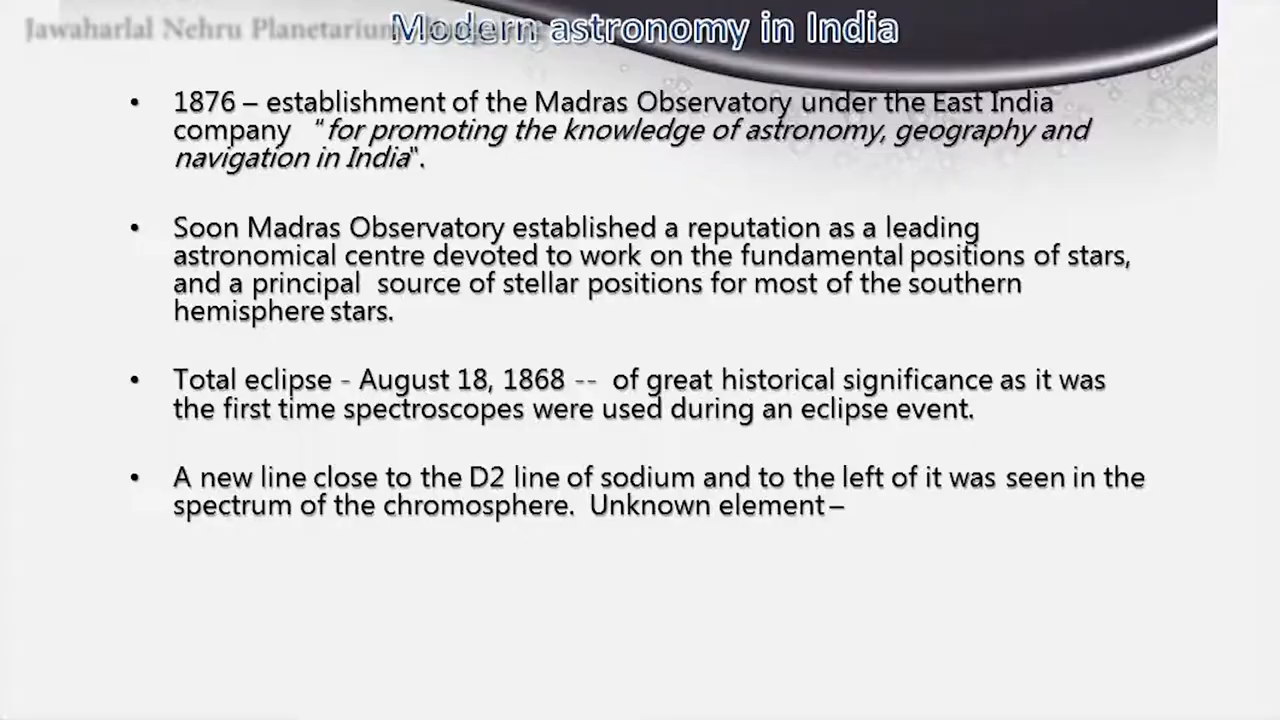 Jawaharlal Nehru Planetarium
Modern astronomy in India
• 1876 – establishment of the Madras Observatory under the East India
company "for promoting the knowledge of astronomy, geography and
navigation in India".
• Soon Madras Observatory established a reputation as a leading
astronomical centre devoted to work on the fundamental positions of stars,
and a principal source of stellar positions for most of the southern
hemisphere stars.
• Total eclipse - August 18, 1868 -- of great historical significance as it was
the first time spectroscopes were used during an eclipse event.
• A new line close to the D2 line of sodium and to the left of it was seen in the
spectrum of the chromosphere. Unknown element –